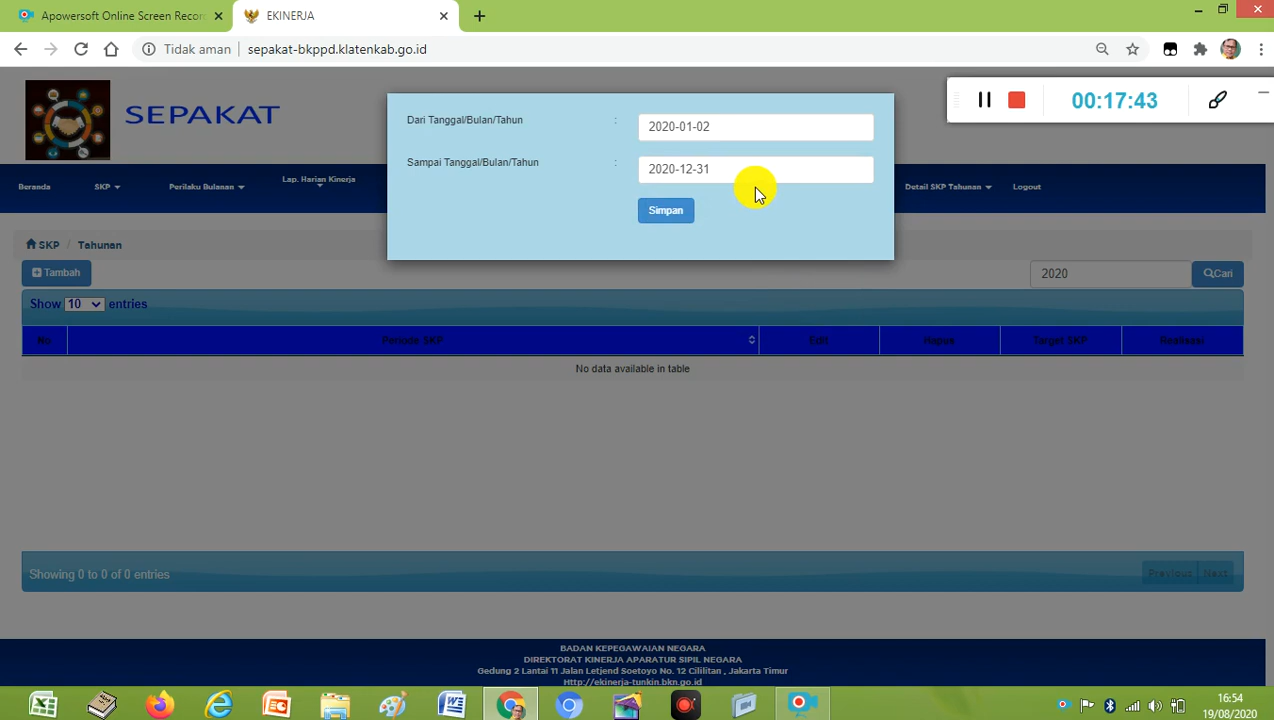 Apowersoft Online Screen Recor
EKINERJA
Tidak aman
sepakat-bkppd.klatenkab.go.id
SEPAKAT
00:17:43
Dari Tanggal/Bulan/Tahun : 2020-01-02
Sampai Tanggal/Bulan/Tahun : 2020-12-31
Simpan
Beranda SKP Perilaku Bulanan Lap. Harian Kinerja Detail SKP Tahunan Logout
SKP / Tahunan
Tambah 2020 Cari
Show 10 entries
No Periode SKP Edit Hapus Target SKP Realisasi
No data available in table
Showing 0 to 0 of 0 entries Previous Next
BADAN KEPEGAWAIAN NEGARA
DIREKTORAT KINERJA APARATUR SIPIL NEGARA
Gedung 2 Lantai 11 Jalan Letjend Soetoyo No. 12 Cililitan , Jakarta Timur
Http://ekinerja-tunkin.bkn.go.id
16:54
19/08/2020